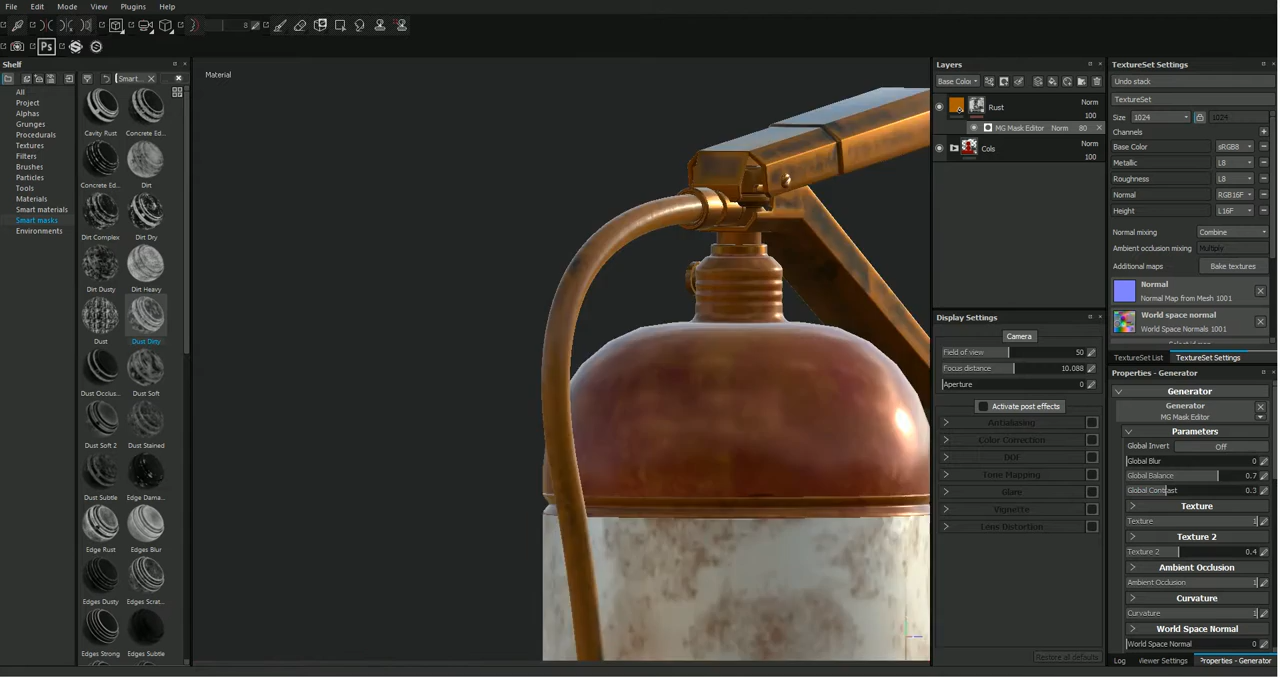 File Edit Mode View Plugins Help
8
Ps
Shelf
Smart...
All
Project
Alphas
Grunges
Procedurals
Textures
Filters
Brushes
Particles
Tools
Materials
Smart materials
Smart masks
Environments
Cavity Rust Concrete Ed...
Concrete Ed... Dirt
Dirt Complex Dirt Dry
Dirt Dusty Dirt Heavy
Dust Dust Dirty
Dust Occlus... Dust Soft
Dust Soft 2 Dust Stained
Dust Subtle Edge Dama...
Edge Rust Edges Blur
Edges Dusty Edges Scrat...
Edges Strong Edges Subtle
Material
Layers
Base Color
Rust Norm
100
MG Mask Editor Norm 80
Cols Norm
100
Display Settings
Camera
Field of view 50
Focus distance 10.088
Aperture 0
Activate post effects
Antialiasing
Color Correction
DOF
Tone Mapping
Glare
Vignette
Lens Distortion
Restore all defaults
TextureSet Settings
Undo stack
TextureSet
Size 1024 1024
Channels
Base Color sRGB8
Metallic L8
Roughness L8
Normal RGB16F
Height L16F
Normal mixing Combine
Ambient occlusion mixing Multiply
Additional maps Bake textures
Normal
Normal Map from Mesh 1001
World space normal
World Space Normals 1001
TextureSet List TextureSet Settings
Properties - Generator
Generator
Generator
MG Mask Editor
Parameters
Global Invert Off
Global Blur 0
Global Balance 0.7
Global Contrast 0.3
Texture
Texture 1
Texture 2
Texture 2 0.4
Ambient Occlusion
Ambient Occlusion 1
Curvature
Curvature 1
World Space Normal
World Space Normal 0
Log Viewer Settings Properties - Generator